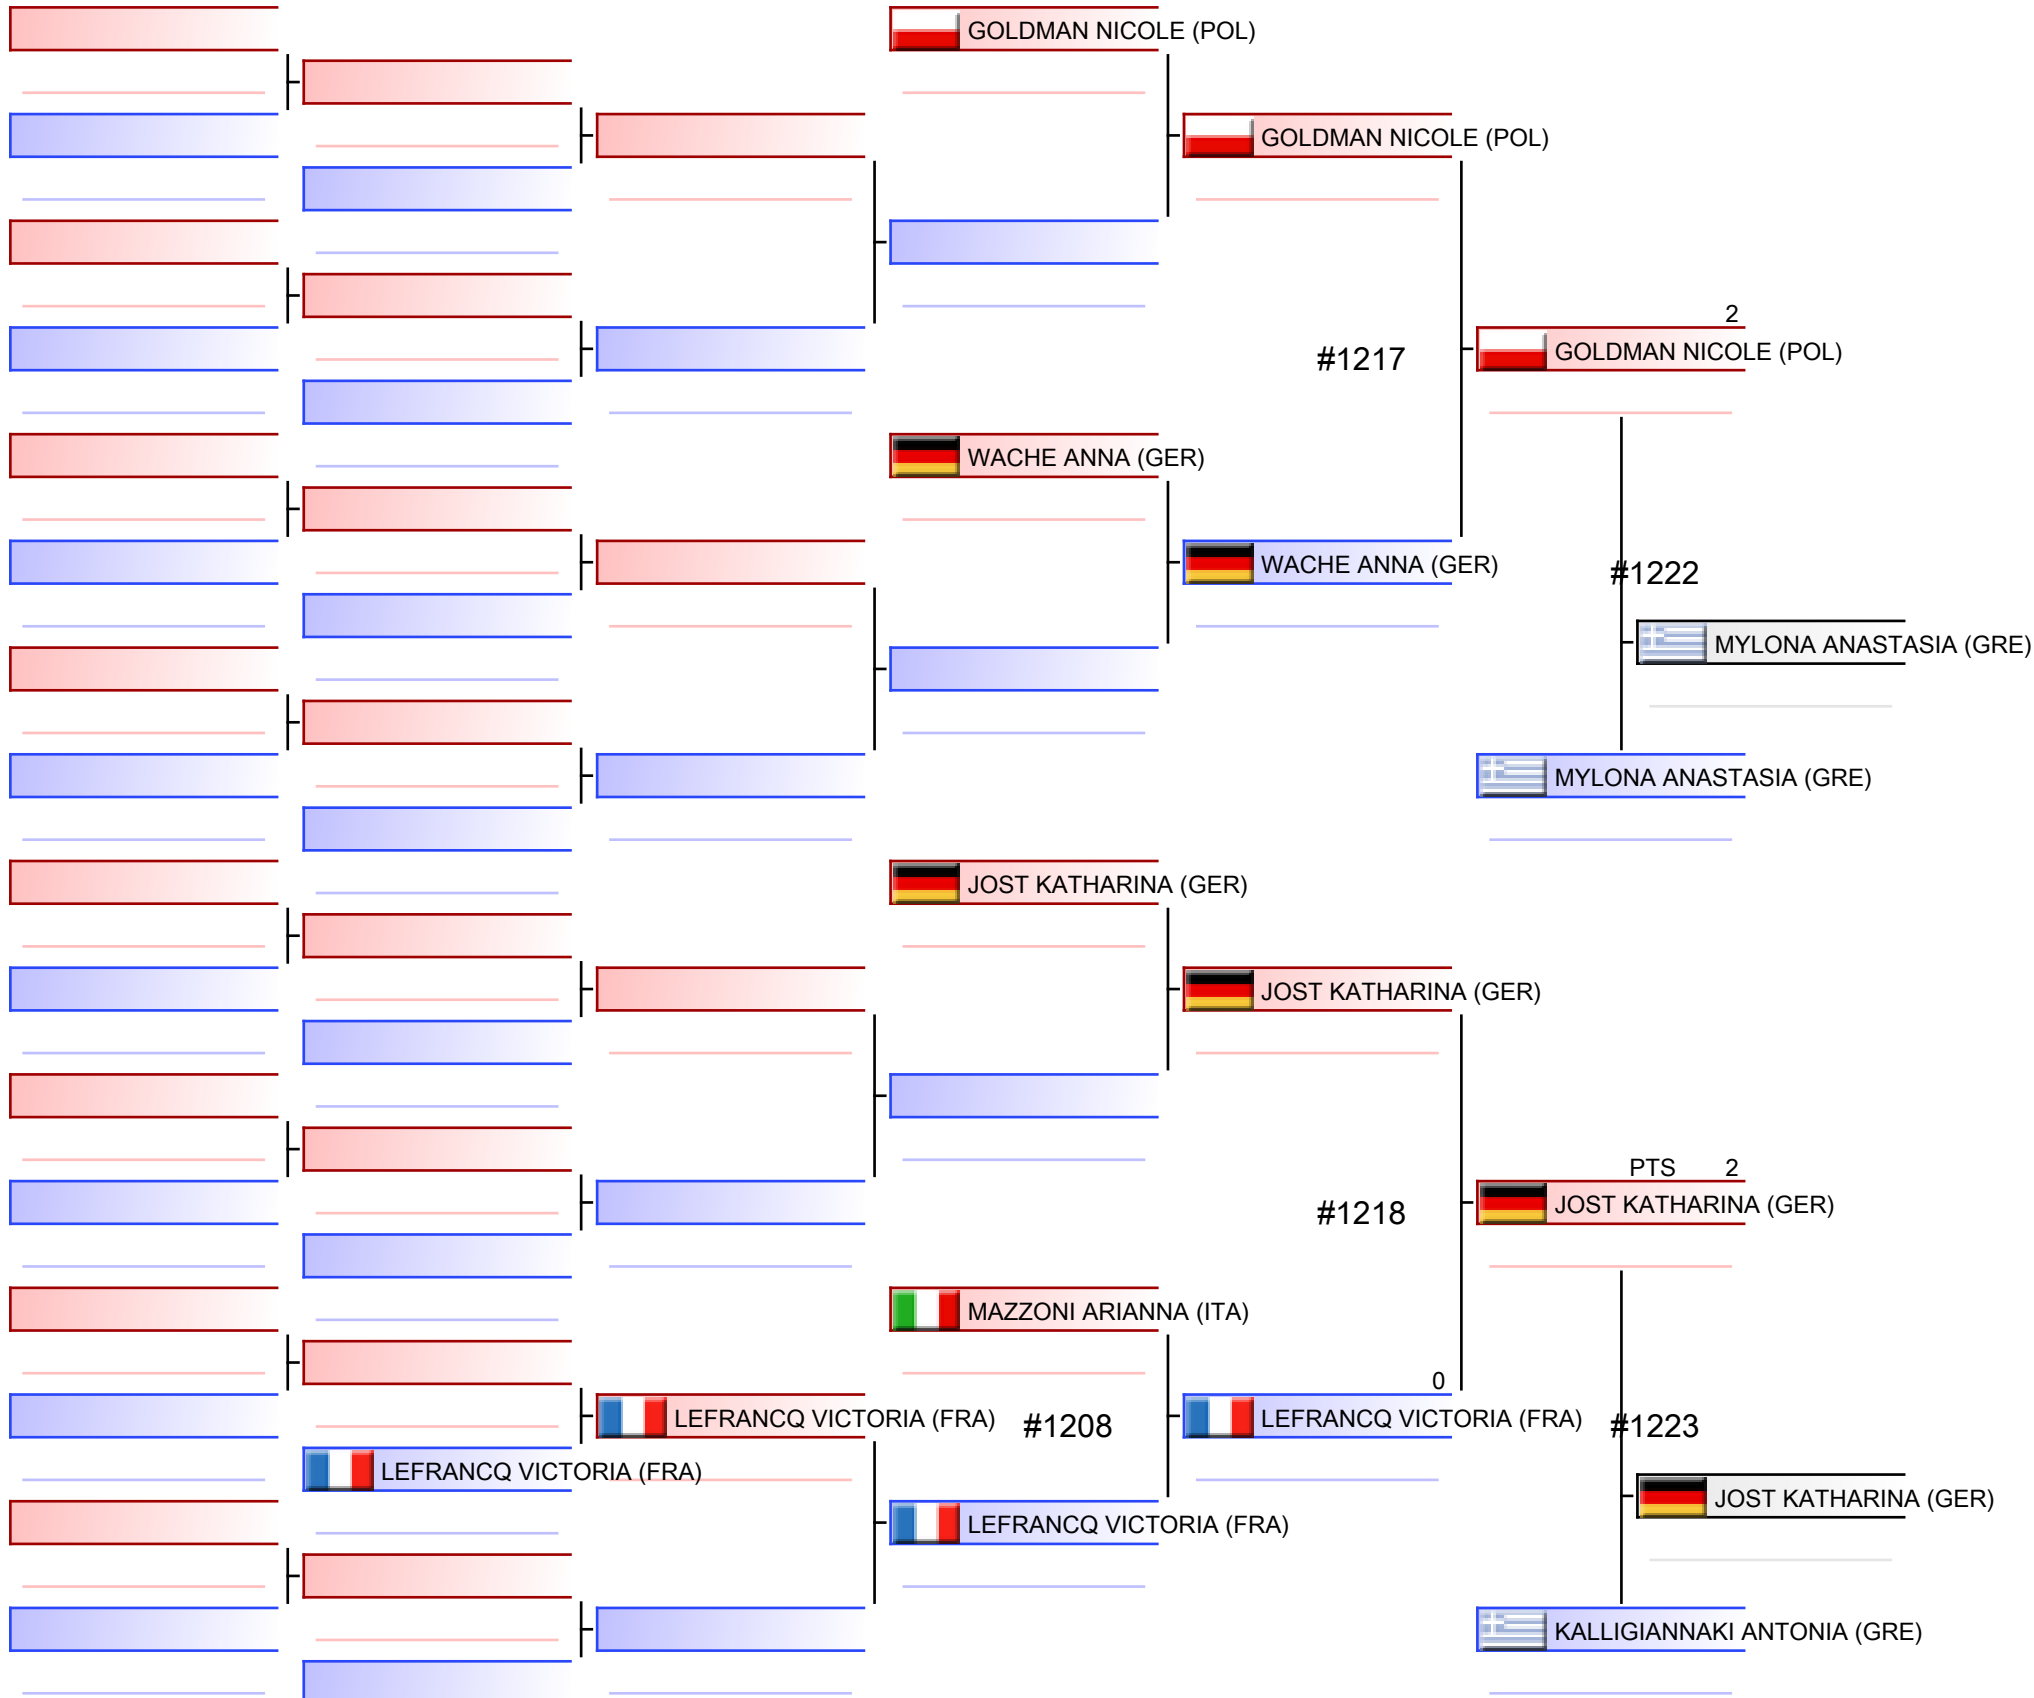 GOLDMAN NICOLE (POL)
GOLDMAN NICOLE (POL)
2
#1217
GOLDMAN NICOLE (POL)
WACHE ANNA (GER)
WACHE ANNA (GER)
#1222
MYLONA ANASTASIA (GRE)
MYLONA ANASTASIA (GRE)
JOST KATHARINA (GER)
JOST KATHARINA (GER)
PTS 2
#1218
JOST KATHARINA (GER)
MAZZONI ARIANNA (ITA)
0
LEFRANCQ VICTORIA (FRA)
#1208
LEFRANCQ VICTORIA (FRA)
#1223
LEFRANCQ VICTORIA (FRA)
JOST KATHARINA (GER)
LEFRANCQ VICTORIA (FRA)
KALLIGIANNAKI ANTONIA (GRE)